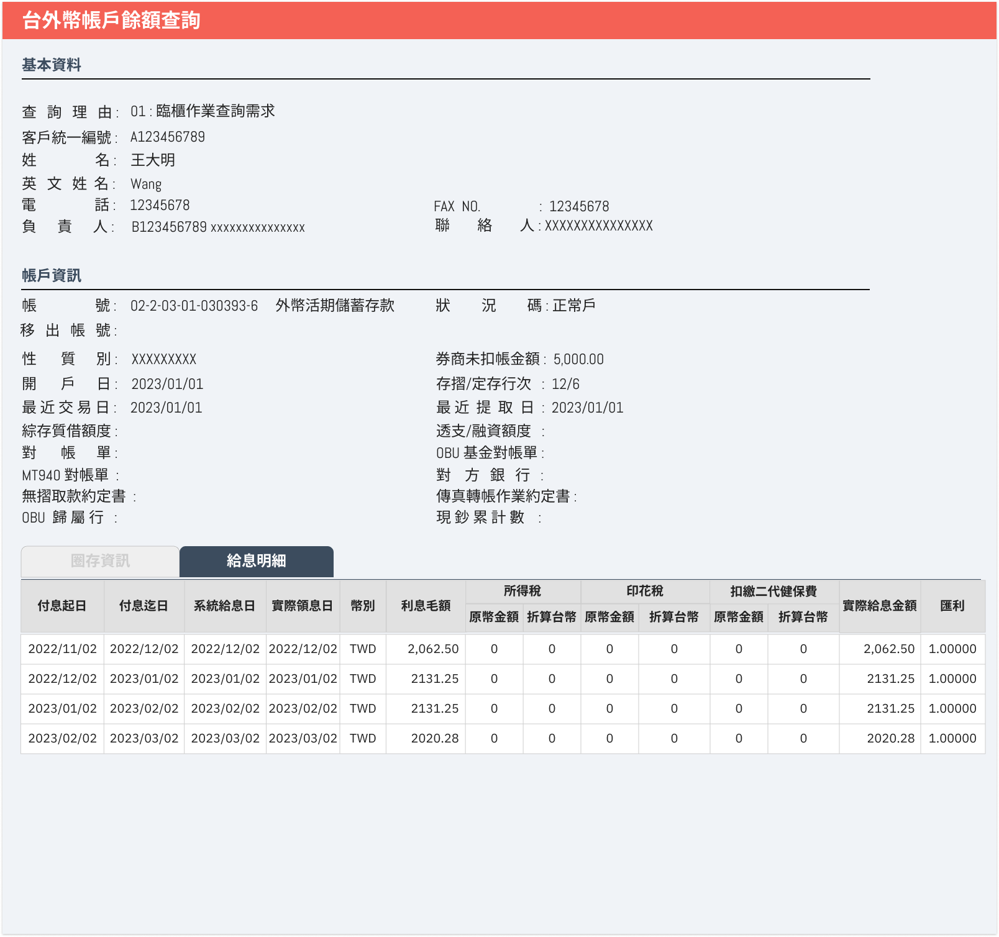 台外幣帳戶餘額查詢
基本資料
查 詢 理 由 : 01 : 臨櫃作業查詢需求
客戶統一編號 : A123456789
姓 名 : 王大明
英 文 姓 名 : Wang
電 話 : 12345678 FAX NO. : 12345678
負 責 人 : B123456789 xxxxxxxxxxxxxxx 聯 絡 人 : XXXXXXXXXXXXXXX
帳戶資訊
帳 號 : 02-2-03-01-030393-6 外幣活期儲蓄存款 狀 況 碼 : 正常戶
移 出 帳 號 :
性 質 別 : XXXXXXXXX 券商未扣帳金額 : 5,000.00
開 戶 日 : 2023/01/01 存摺/定存行次 : 12/6
最 近 交 易 日 : 2023/01/01 最 近 提 取 日 : 2023/01/01
綜存質借額度 : 透支/融資額度 :
對 帳 單 : OBU 基金對帳單 :
MT940 對帳單 : 對 方 銀 行 :
無摺取款約定書 : 傳真轉帳作業約定書 :
OBU 歸 屬 行 : 現 鈔 累 計 數 :
圈存資訊 給息明細
付息起日 付息迄日 系統給息日 實際領息日 幣別 利息毛額 所得稅 印花稅 扣繳二代健保費 實際給息金額 匯利
原幣金額 折算台幣 原幣金額 折算台幣 原幣金額 折算台幣
2022/11/02 2022/12/02 2022/12/02 2022/12/02 TWD 2,062.50 0 0 0 0 0 0 2,062.50 1.00000
2022/12/02 2023/01/02 2023/01/02 2023/01/02 TWD 2131.25 0 0 0 0 0 0 2131.25 1.00000
2023/01/02 2023/02/02 2023/02/02 2023/02/02 TWD 2131.25 0 0 0 0 0 0 2131.25 1.00000
2023/02/02 2023/03/02 2023/03/02 2023/03/02 TWD 2020.28 0 0 0 0 0 0 2020.28 1.00000